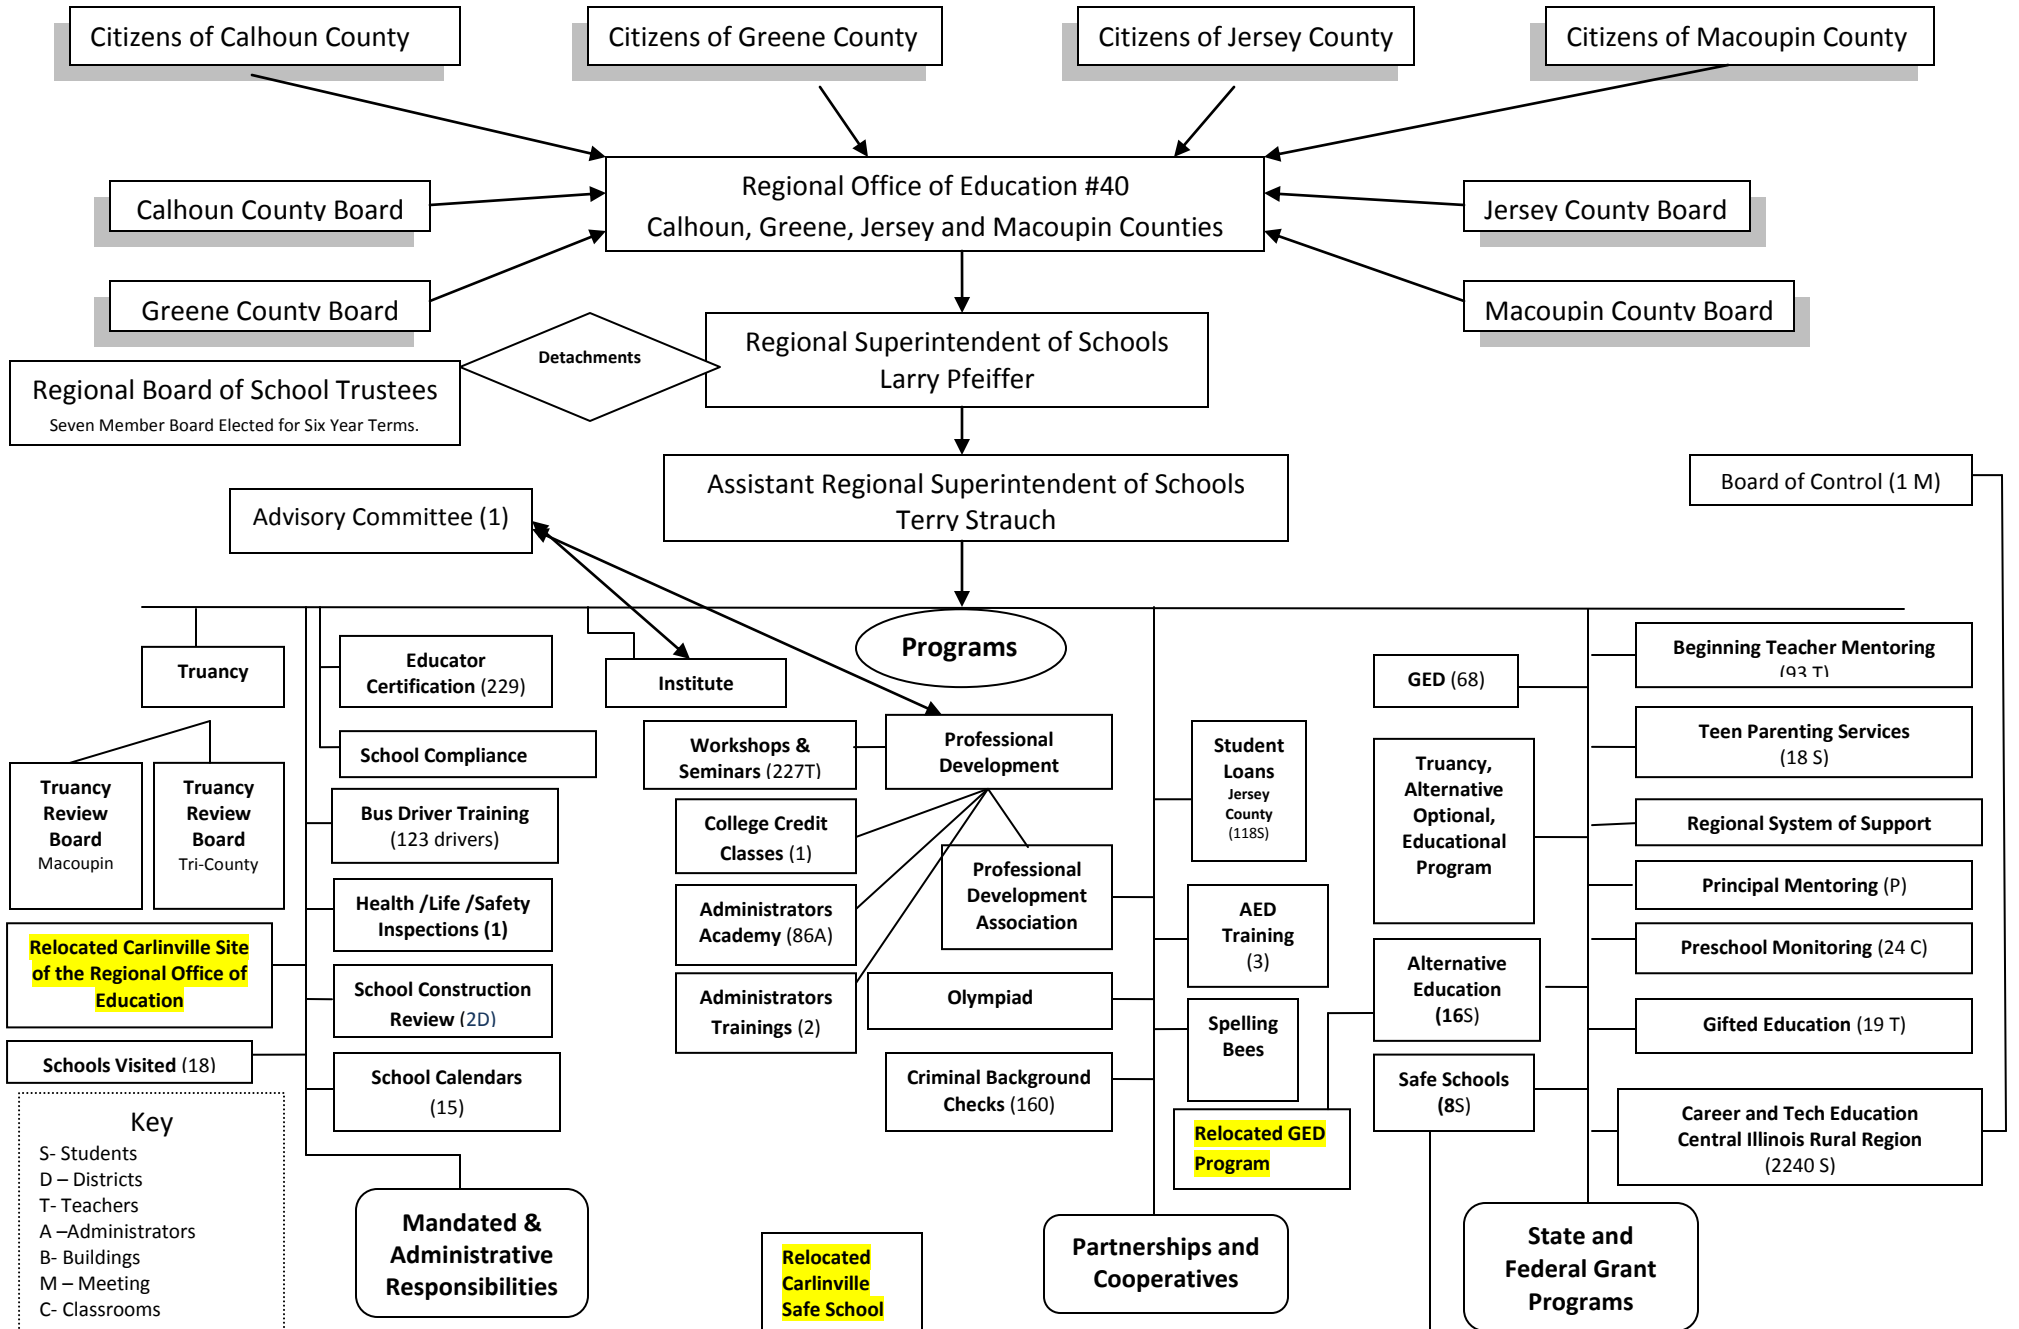 Citizens of Calhoun County
Citizens of Greene County
Citizens of Jersey County
Citizens of Macoupin County
Regional Office of Education #40
Calhoun, Greene, Jersey and Macoupin Counties
Calhoun County Board
Jersey County Board
Greene County Board
Macoupin County Board
Detachments
Regional Superintendent of Schools
Larry Pfeiffer
Regional Board of School Trustees
Seven Member Board Elected for Six Year Terms.
Assistant Regional Superintendent of Schools
Terry Strauch
Board of Control (1 M)
Advisory Committee (1)
Programs
Truancy
Educator
Certification (229)
Institute
GED (68)
Beginning Teacher Mentoring
(93 T)
School Compliance
Workshops &
Seminars (227T)
Professional
Development
Student
Loans
Jersey
County
(118S)
Truancy,
Alternative
Optional,
Educational
Program
Teen Parenting Services
(18 S)
Truancy
Review
Board
Macoupin
Truancy
Review
Board
Tri-County
Bus Driver Training
(123 drivers)
College Credit
Classes (1)
Professional
Development
Association
Regional System of Support
Health /Life /Safety
Inspections (1)
Administrators
Academy (86A)
AED
Training
(3)
Principal Mentoring (P)
Relocated Carlinville Site
of the Regional Office of
Education
Alternative
Education
(16S)
Preschool Monitoring (24 C)
School Construction
Review (2D)
Administrators
Trainings (2)
Olympiad
Spelling
Bees
Gifted Education (19 T)
Schools Visited (18)
School Calendars
(15)
Criminal Background
Checks (160)
Safe Schools
(8S)
Career and Tech Education
Central Illinois Rural Region
(2240 S)
Relocated GED
Program
Key
S- Students
D – Districts
T- Teachers
A –Administrators
B- Buildings
M – Meeting
C- Classrooms
Mandated &
Administrative
Responsibilities
Relocated
Carlinville
Safe School
Partnerships and
Cooperatives
State and
Federal Grant
Programs